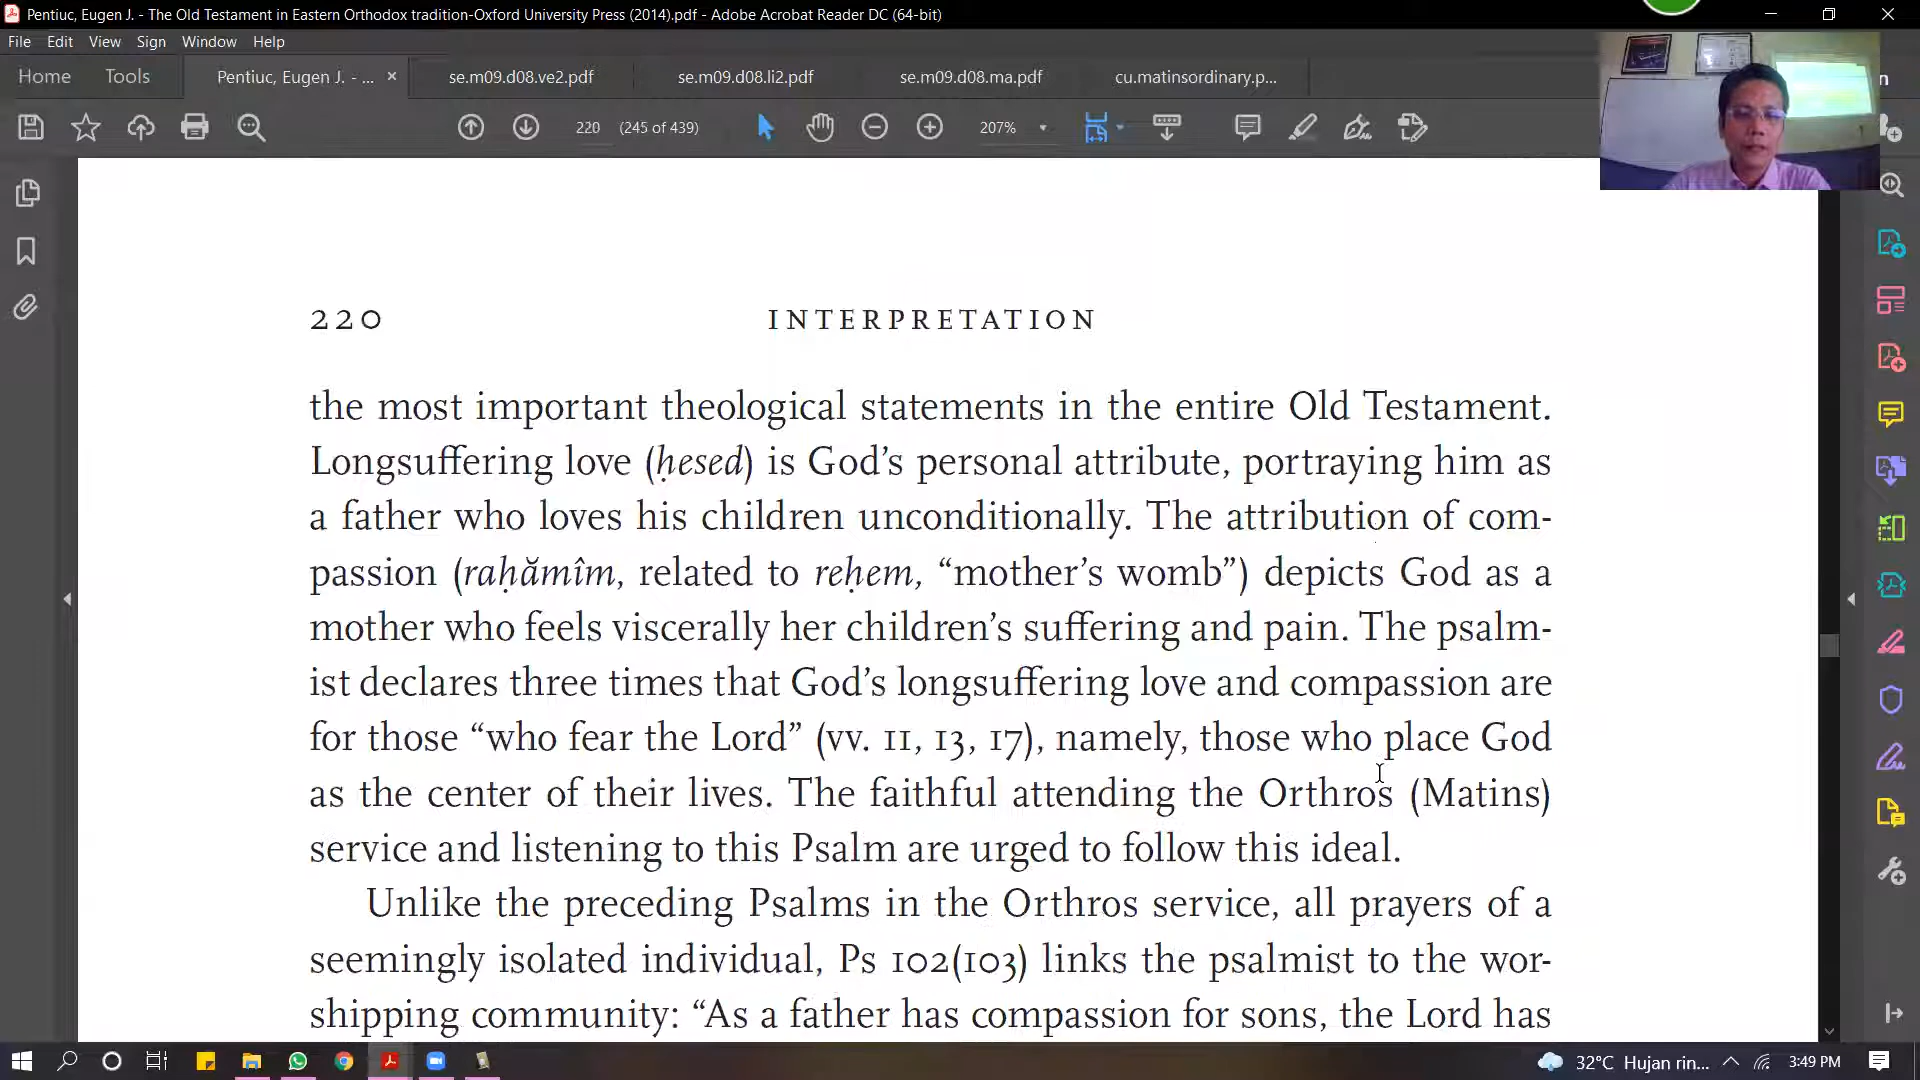 Pentiuc, Eugen J. - The Old Testament in Eastern Orthodox tradition-Oxford University Press (2014).pdf - Adobe Acrobat Reader DC (64-bit)
File Edit View Sign Window Help
Home Tools Pentiuc, Eugen J. - ... × se.m09.d08.ve2.pdf se.m09.d08.li2.pdf se.m09.d08.ma.pdf cu.matinsordinary.p... n
220 (245 of 439) 207%
220 INTERPRETATION
the most important theological statements in the entire Old Testament.
Longsuffering love (ḥesed) is God’s personal attribute, portraying him as
a father who loves his children unconditionally. The attribution of com-
passion (raḥămîm, related to reḥem, “mother’s womb”) depicts God as a
mother who feels viscerally her children’s suffering and pain. The psalm-
ist declares three times that God’s longsuffering love and compassion are
for those “who fear the Lord” (vv. 11, 13, 17), namely, those who place God
as the center of their lives. The faithful attending the Orthros (Matins)
service and listening to this Psalm are urged to follow this ideal.
Unlike the preceding Psalms in the Orthros service, all prayers of a
seemingly isolated individual, Ps 102(103) links the psalmist to the wor-
shipping community: “As a father has compassion for sons, the Lord has
32°C Hujan rin... 3:49 PM